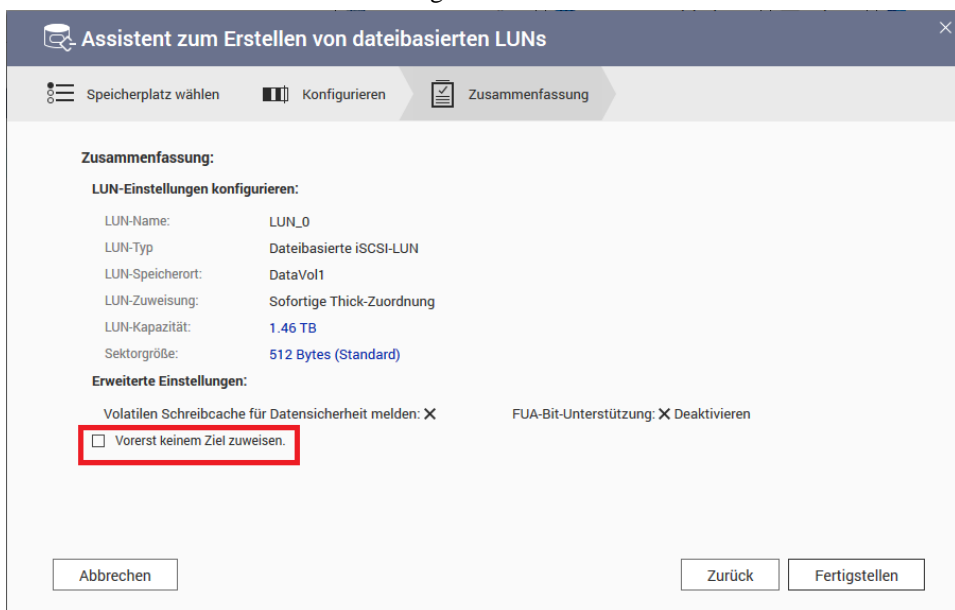 Assistent zum Erstellen von dateibasierten LUNs
Speicherplatz wählen Konfigurieren Zusammenfassung
Zusammenfassung:
LUN-Einstellungen konfigurieren:
LUN-Name: LUN_0
LUN-Typ Dateibasierte iSCSI-LUN
LUN-Speicherort: DataVol1
LUN-Zuweisung: Sofortige Thick-Zuordnung
LUN-Kapazität: 1.46 TB
Sektorgröße: 512 Bytes (Standard)
Erweiterte Einstellungen:
Volatilen Schreibcache für Datensicherheit melden: FUA-Bit-Unterstützung: Deaktivieren
Vorerst keinem Ziel zuweisen.
Abbrechen Zurück Fertigstellen